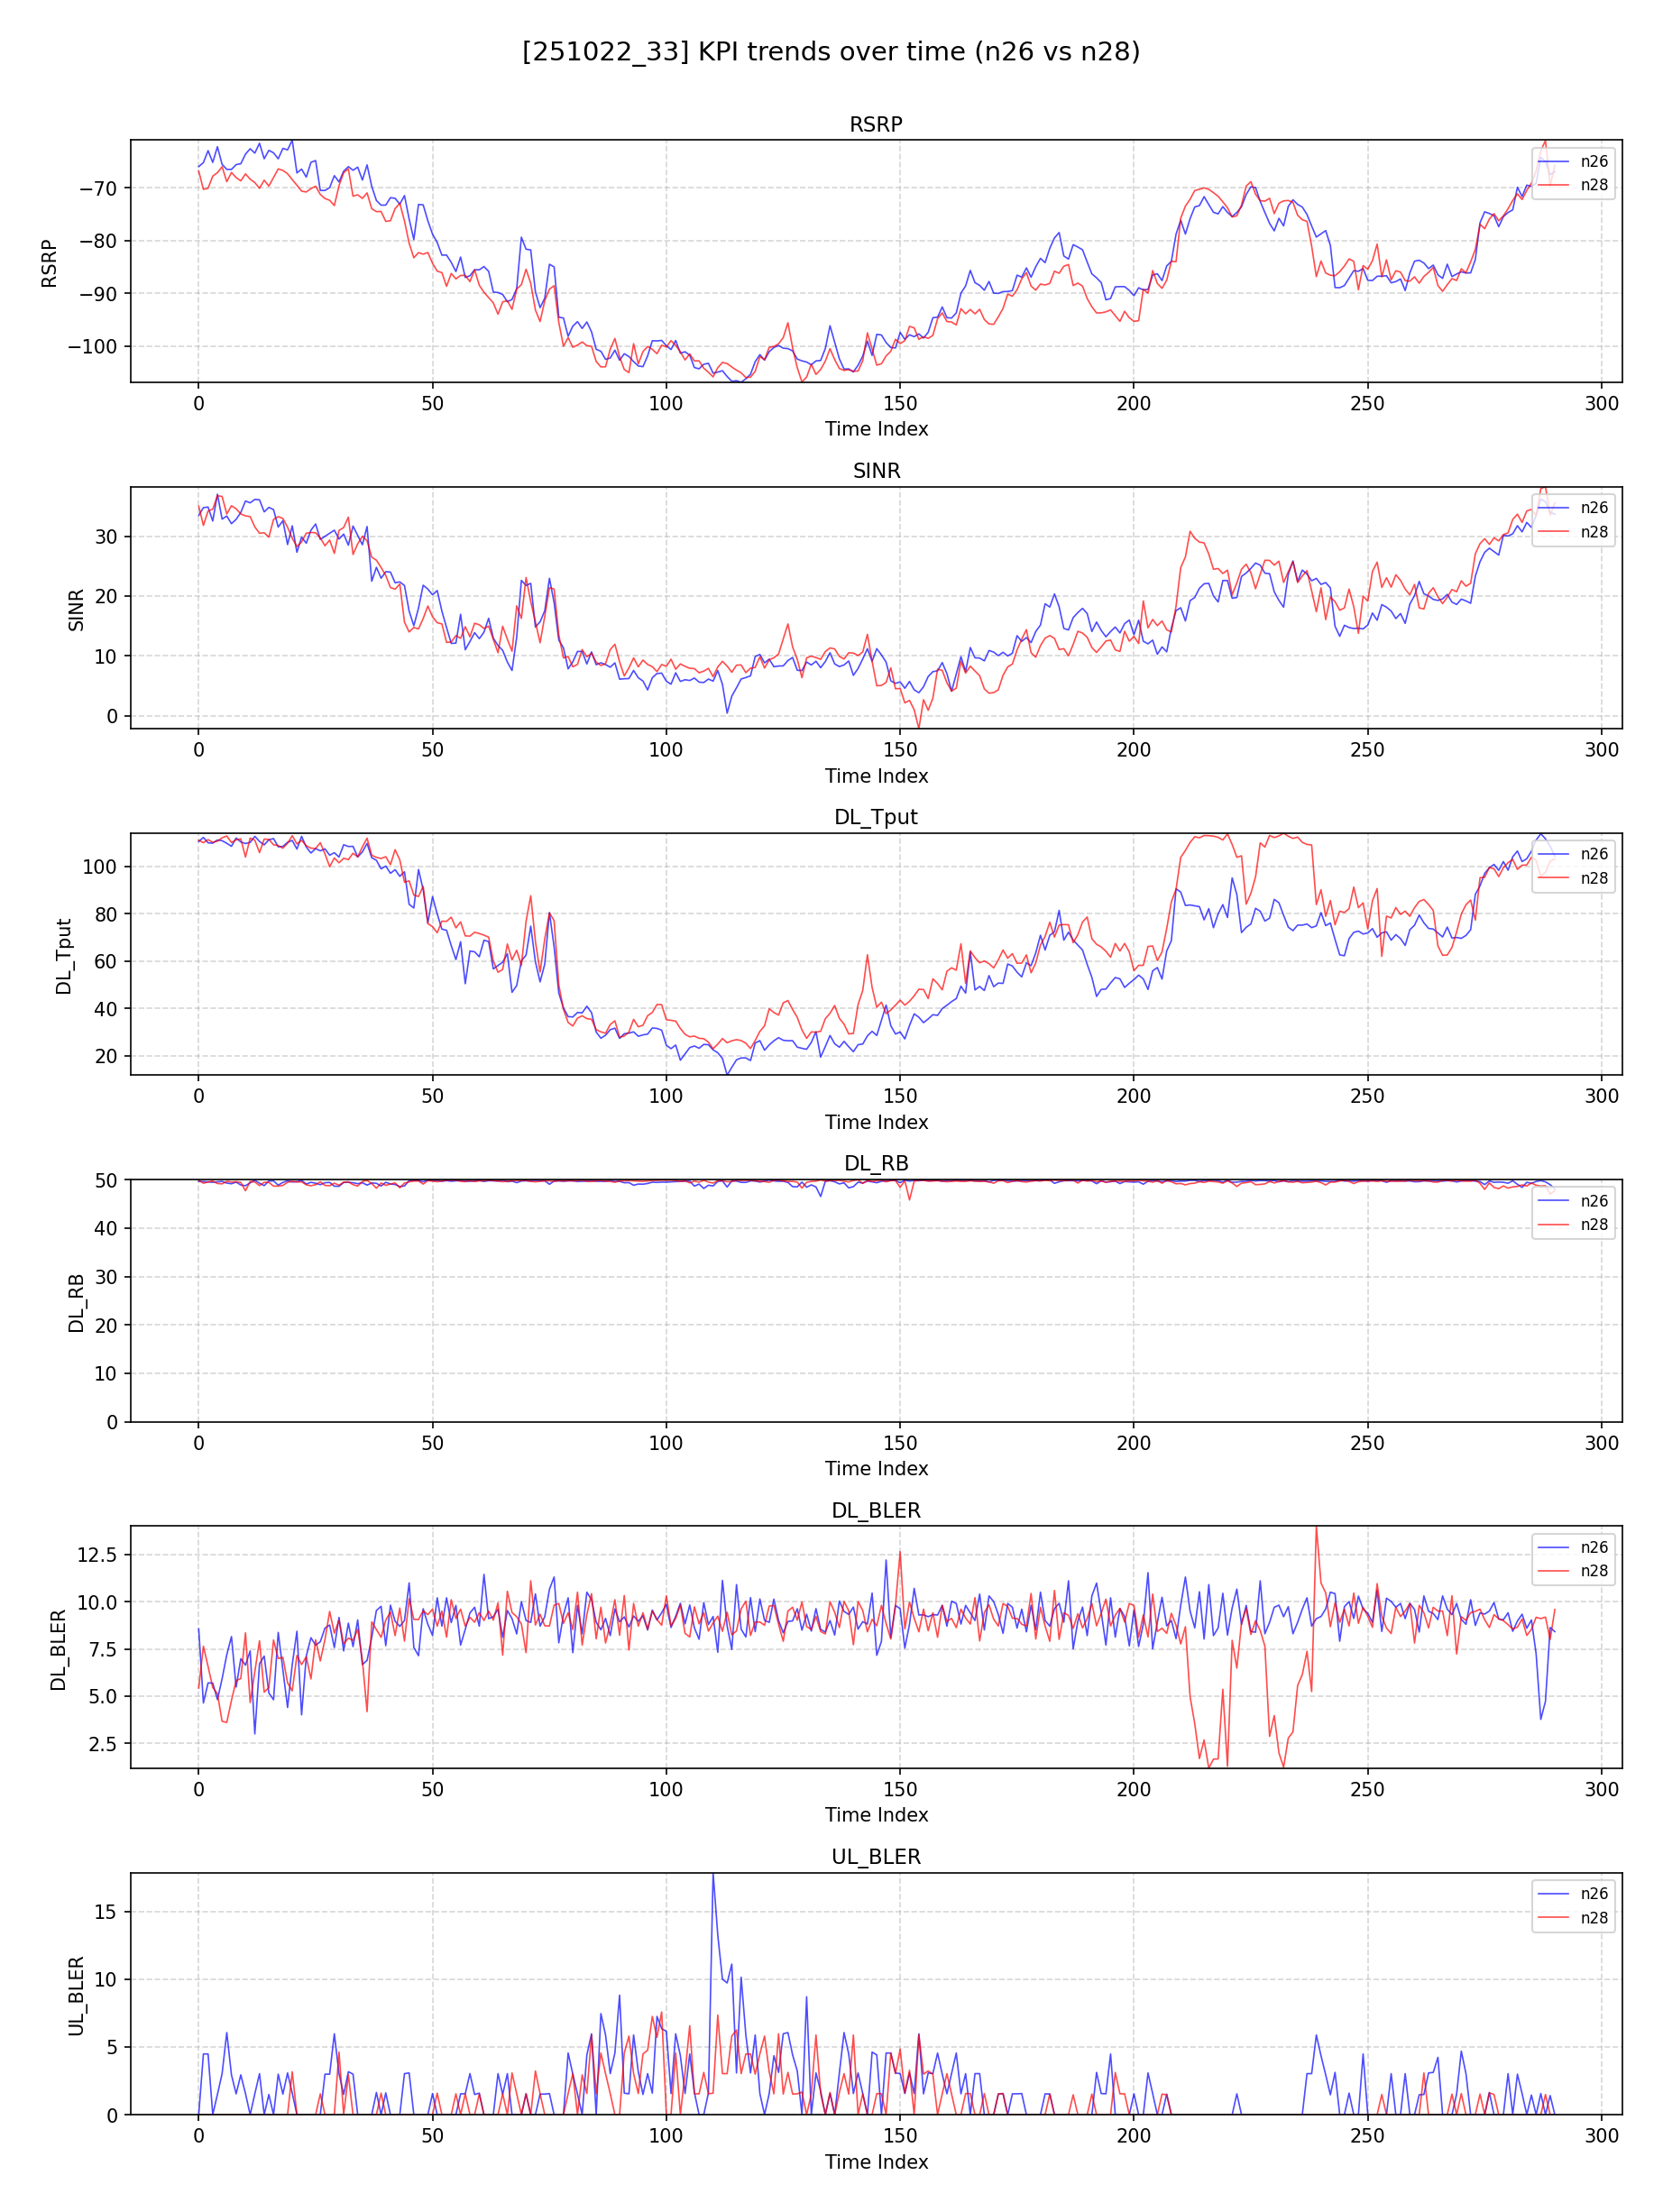 [251022_33] KPI trends over time (n26 vs n28)
RSRP
n26
n28
−70
−80
−90
−100
RSRP
0 50 100 150 200 250 300
Time Index
SINR
n26
n28
30
20
10
0
SINR
0 50 100 150 200 250 300
Time Index
DL_Tput
n26
n28
100
80
60
40
20
DL_Tput
0 50 100 150 200 250 300
Time Index
DL_RB
n26
n28
50
40
30
20
10
0
DL_RB
0 50 100 150 200 250 300
Time Index
DL_BLER
n26
n28
12.5
10.0
7.5
5.0
2.5
DL_BLER
0 50 100 150 200 250 300
Time Index
UL_BLER
n26
n28
15
10
5
0
UL_BLER
0 50 100 150 200 250 300
Time Index